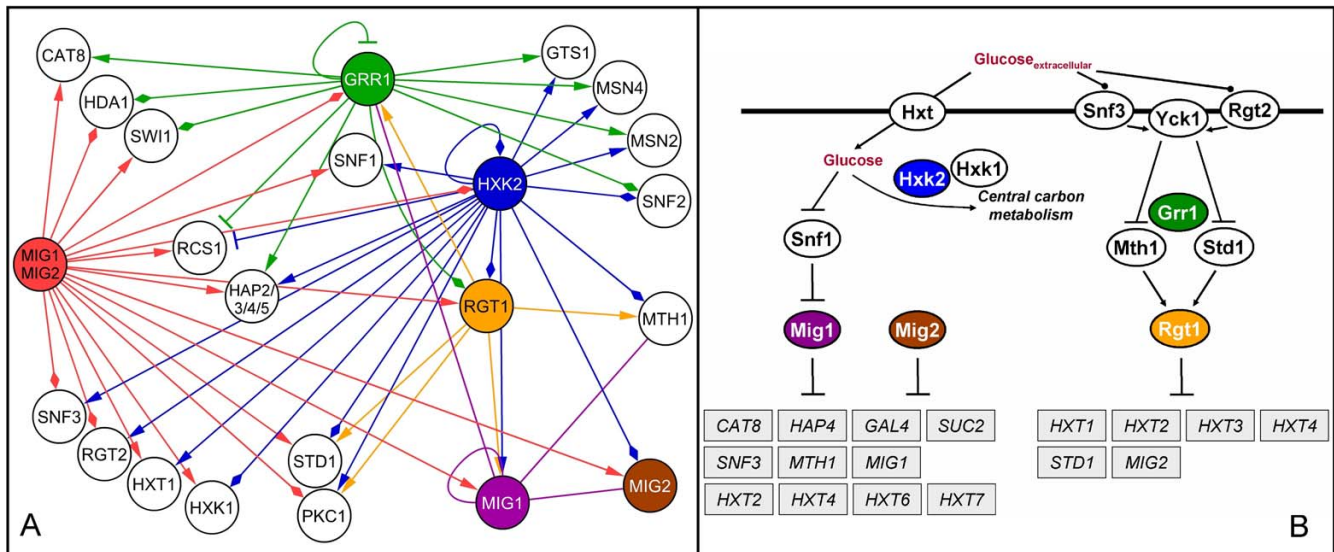 CAT8
GRR1
GTS1
HDA1
MSN4
SWI1
MSN2
SNF1
HXK2
SNF2
RCS1
MIG1
MIG2
HAP2/
3/4/5
RGT1
MTH1
SNF3
RGT2
STD1
HXT1
MIG2
HXK1
PKC1
MIG1
A
Glucose extracellular
Hxt
Snf3
Yck1
Rgt2
Glucose
Hxk2
Hxk1
Central carbon
metabolism
Grr1
Snf1
Mth1
Std1
Mig1
Mig2
Rgt1
CAT8 HAP4 GAL4 SUC2
SNF3 MTH1 MIG1
HXT2 HXT4 HXT6 HXT7
HXT1 HXT2 HXT3 HXT4
STD1 MIG2
B